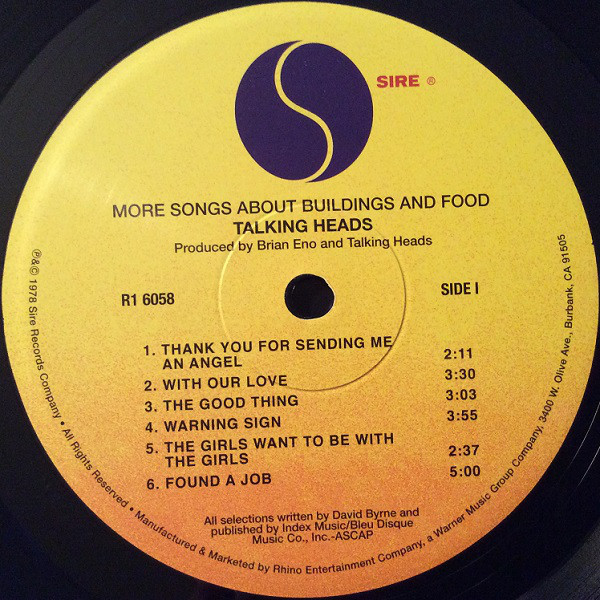 SIRE ®
MORE SONGS ABOUT BUILDINGS AND FOOD
TALKING HEADS
Produced by Brian Eno and Talking Heads
R1 6058
SIDE I
1. THANK YOU FOR SENDING ME
AN ANGEL 2:11
2. WITH OUR LOVE 3:30
3. THE GOOD THING 3:03
4. WARNING SIGN 3:55
5. THE GIRLS WANT TO BE WITH
THE GIRLS 2:37
6. FOUND A JOB 5:00
All selections written by David Byrne and
published by Index Music/Bleu Disque
Music Co., Inc.-ASCAP
℗&© 1978 Sire Records Company • All Rights Reserved • Manufactured & Marketed by Rhino Entertainment Company, a Warner Music Group Company, 3400 W. Olive Ave., Burbank, CA 91505